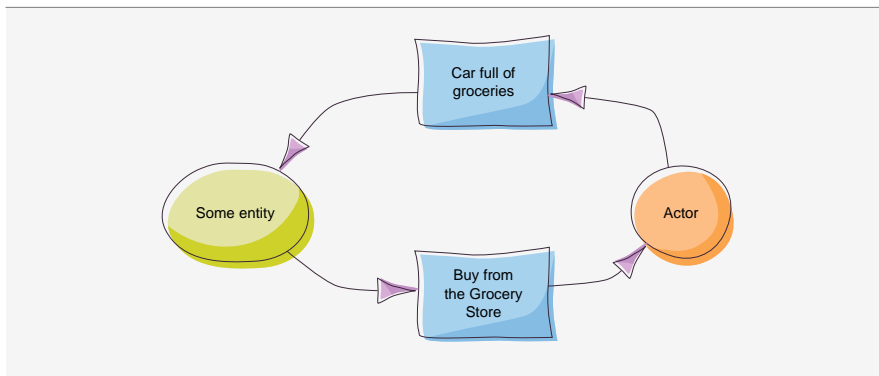 Car full of
groceries
Some entity
Actor
Buy from
the Grocery
Store